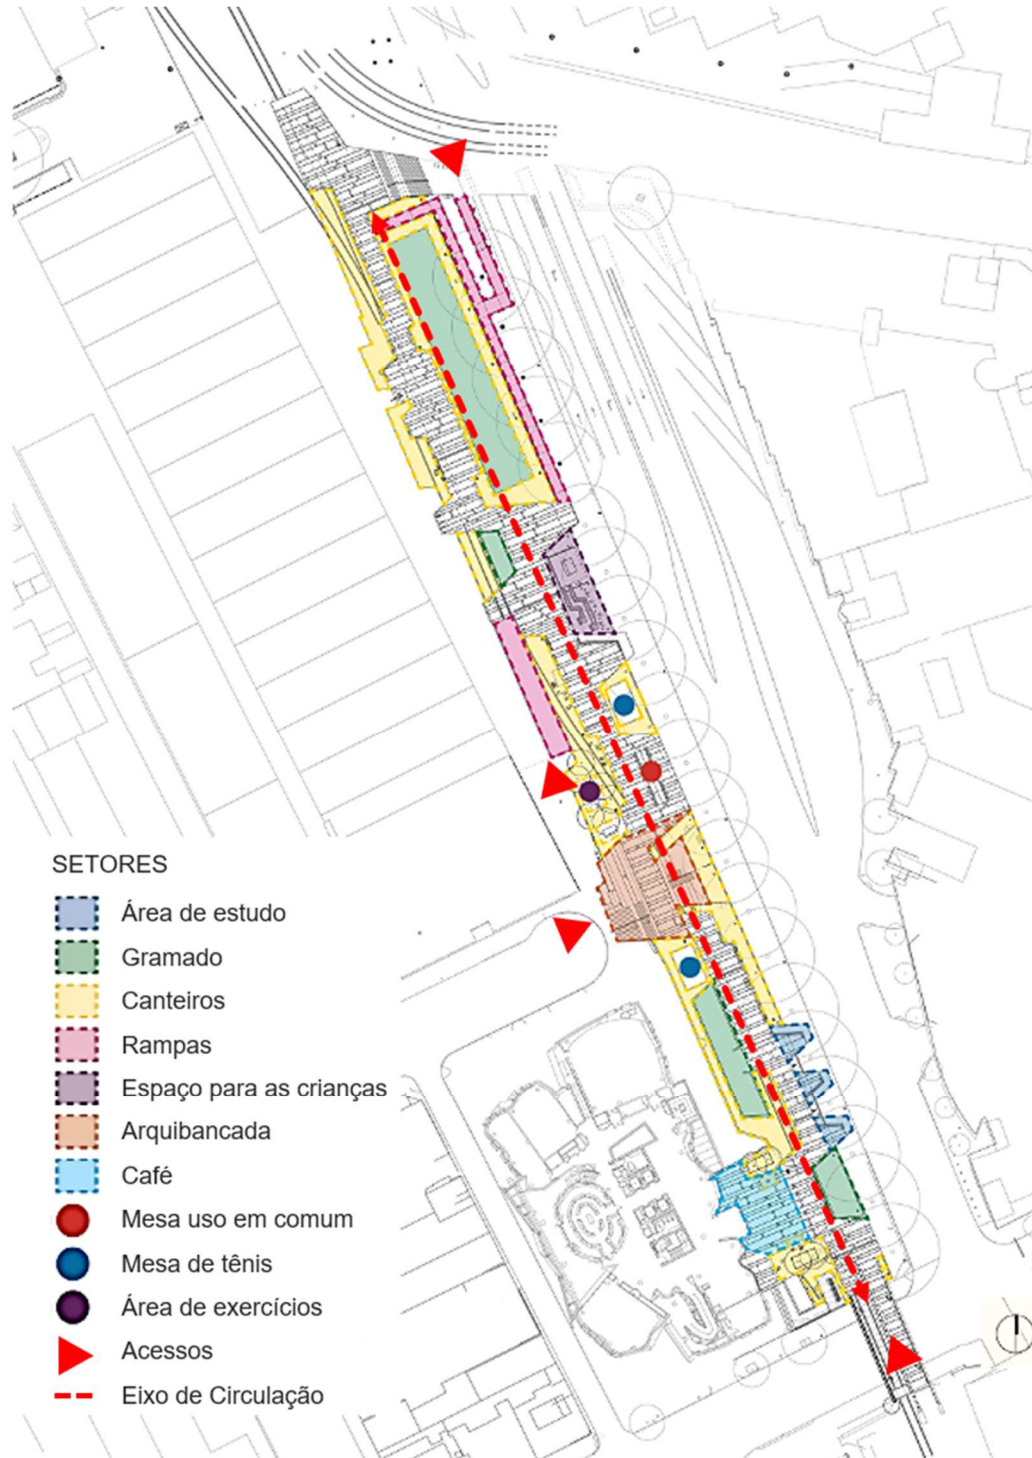 SETORES
Área de estudo
Gramado
Canteiros
Rampas
Espaço para as crianças
Arquibancada
Café
Mesa uso em comum
Mesa de tênis
Área de exercícios
Acessos
Eixo de Circulação